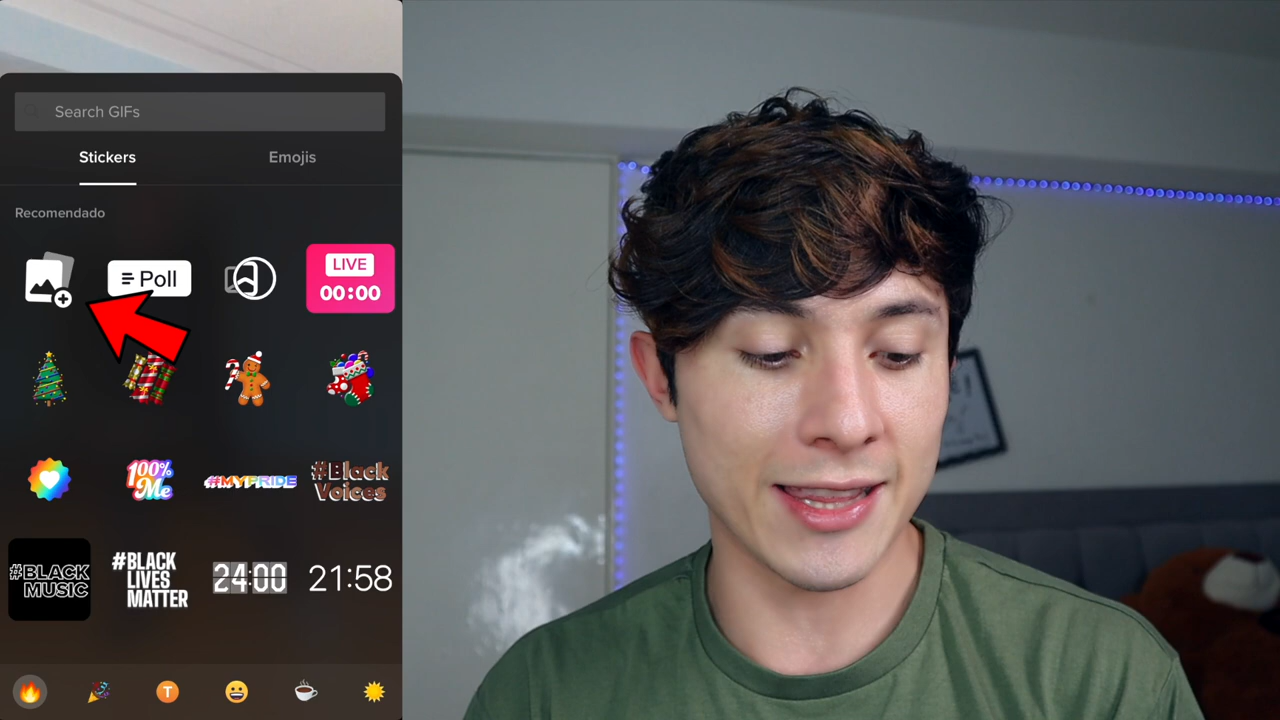 Search GIFs
Stickers
Emojis
Recomendado
Poll
LIVE
00:00
100%
Me
#MYPRIDE
#Black
Voices
#BLACK
MUSIC
#BLACK
LIVES
MATTER
24:00
21:58
T